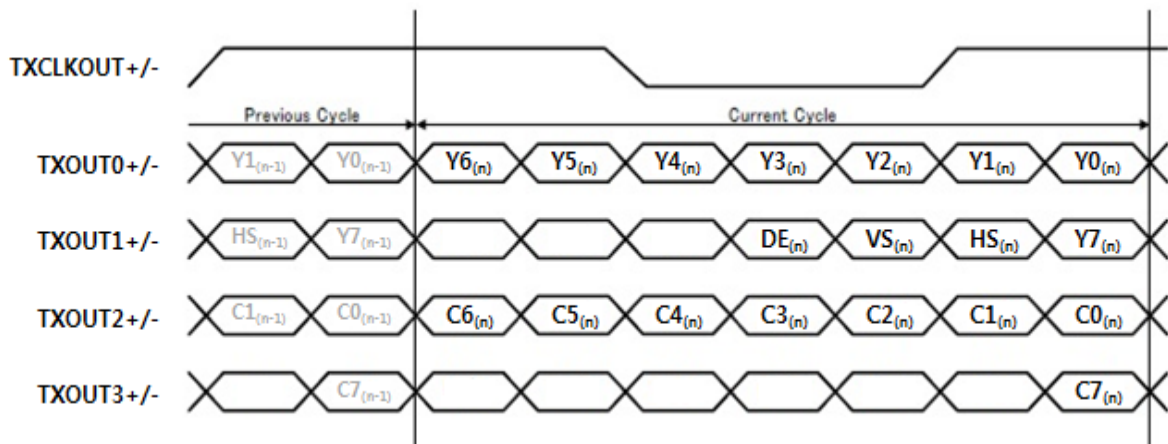 TXCLKOUT+/-
Previous Cycle Current Cycle
TXOUT0+/- Y1(n-1) Y0(n-1) Y6(n) Y5(n) Y4(n) Y3(n) Y2(n) Y1(n) Y0(n)
TXOUT1+/- HS(n-1) Y7(n-1) DE(n) VS(n) HS(n) Y7(n)
TXOUT2+/- C1(n-1) C0(n-1) C6(n) C5(n) C4(n) C3(n) C2(n) C1(n) C0(n)
TXOUT3+/- C7(n-1) C7(n)